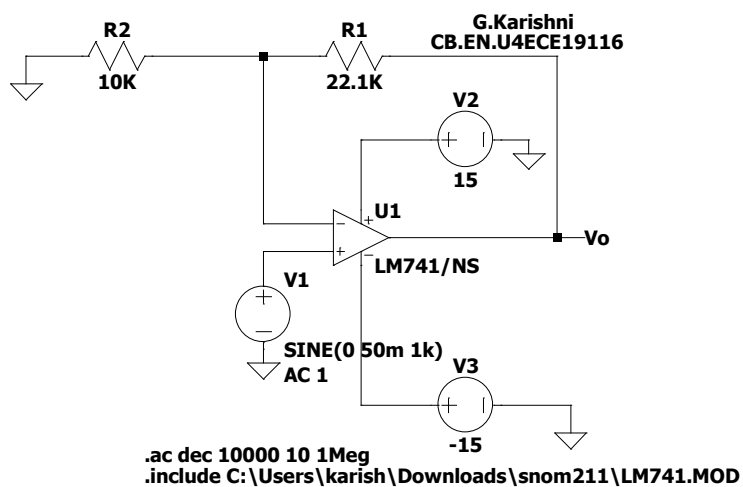 G.Karishni
CB.EN.U4ECE19116
R2
10K
R1
22.1K
V2
+ −
15
U1
− +
+ −
LM741/NS
Vo
V1
+
−
SINE(0 50m 1k)
AC 1
V3
+ −
-15
.ac dec 10000 10 1Meg
.include C:\Users\karish\Downloads\snom211\LM741.MOD